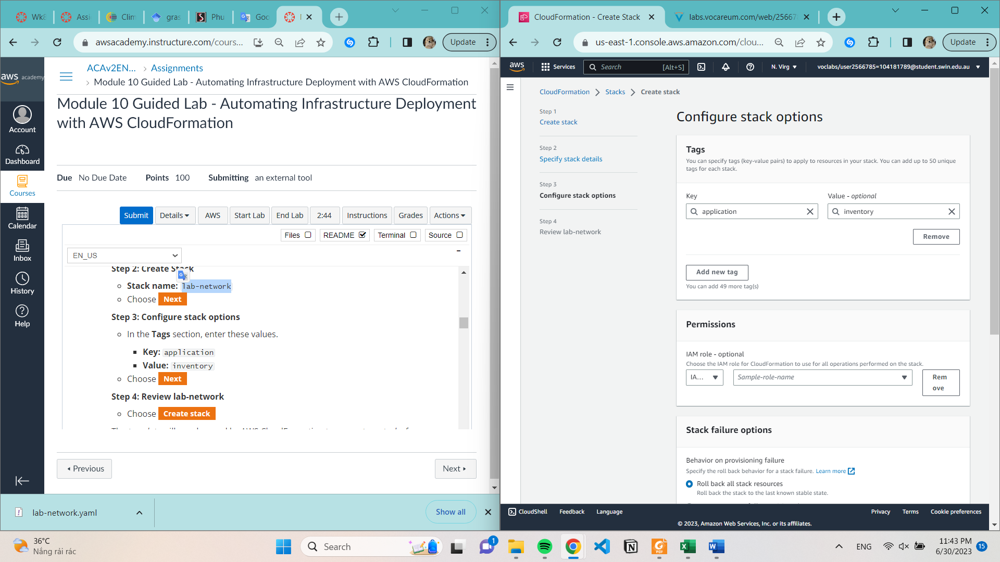 Wk8
Assi
Clim
gras
Phu
Goo
awsacademy.instructure.com/cours...
Update
aws academy
Account
Dashboard
Courses
Calendar
Inbox
History
Help
ACAv2EN...
Assignments
Module 10 Guided Lab - Automating Infrastructure Deployment with AWS CloudFormation
Module 10 Guided Lab - Automating Infrastructure Deployment
with AWS CloudFormation
Due No Due Date Points 100 Submitting an external tool
Submit Details AWS Start Lab End Lab 2:44 Instructions Grades Actions
Files README Terminal Source
EN_US
-
Step 2: Create Stack
Stack name: lab-network
Choose Next
Step 3: Configure stack options
In the Tags section, enter these values.
Key: application
Value: inventory
Choose Next
Step 4: Review lab-network
Choose Create stack
Previous
Next
lab-network.yaml
Show all
CloudFormation - Create Stack
labs.vocareum.com/web/25667
us-east-1.console.aws.amazon.com/clou...
Update
aws Services Search [Alt+S] N. Virg voclabs/user2566785=104181789@student.swin.edu.au
CloudFormation Stacks Create stack
Step 1
Create stack
Step 2
Specify stack details
Step 3
Configure stack options
Step 4
Review lab-network
Configure stack options
Tags
You can specify tags (key-value pairs) to apply to resources in your stack. You can add up to 50 unique
tags for each stack.
Key Value - optional
application inventory
Remove
Add new tag
You can add 49 more tag(s)
Permissions
IAM role - optional
Choose the IAM role for CloudFormation to use for all operations performed on the stack.
IA... Sample-role-name Rem
ove
Stack failure options
Behavior on provisioning failure
Specify the roll back behavior for a stack failure. Learn more
Roll back all stack resources
Roll back the stack to the last known stable state.
CloudShell Feedback Language Privacy Terms Cookie preferences
© 2023, Amazon Web Services, Inc. or its affiliates.
36°C
Nắng rải rác
Search
1
PDF
ENG
11:43 PM
6/30/2023
15